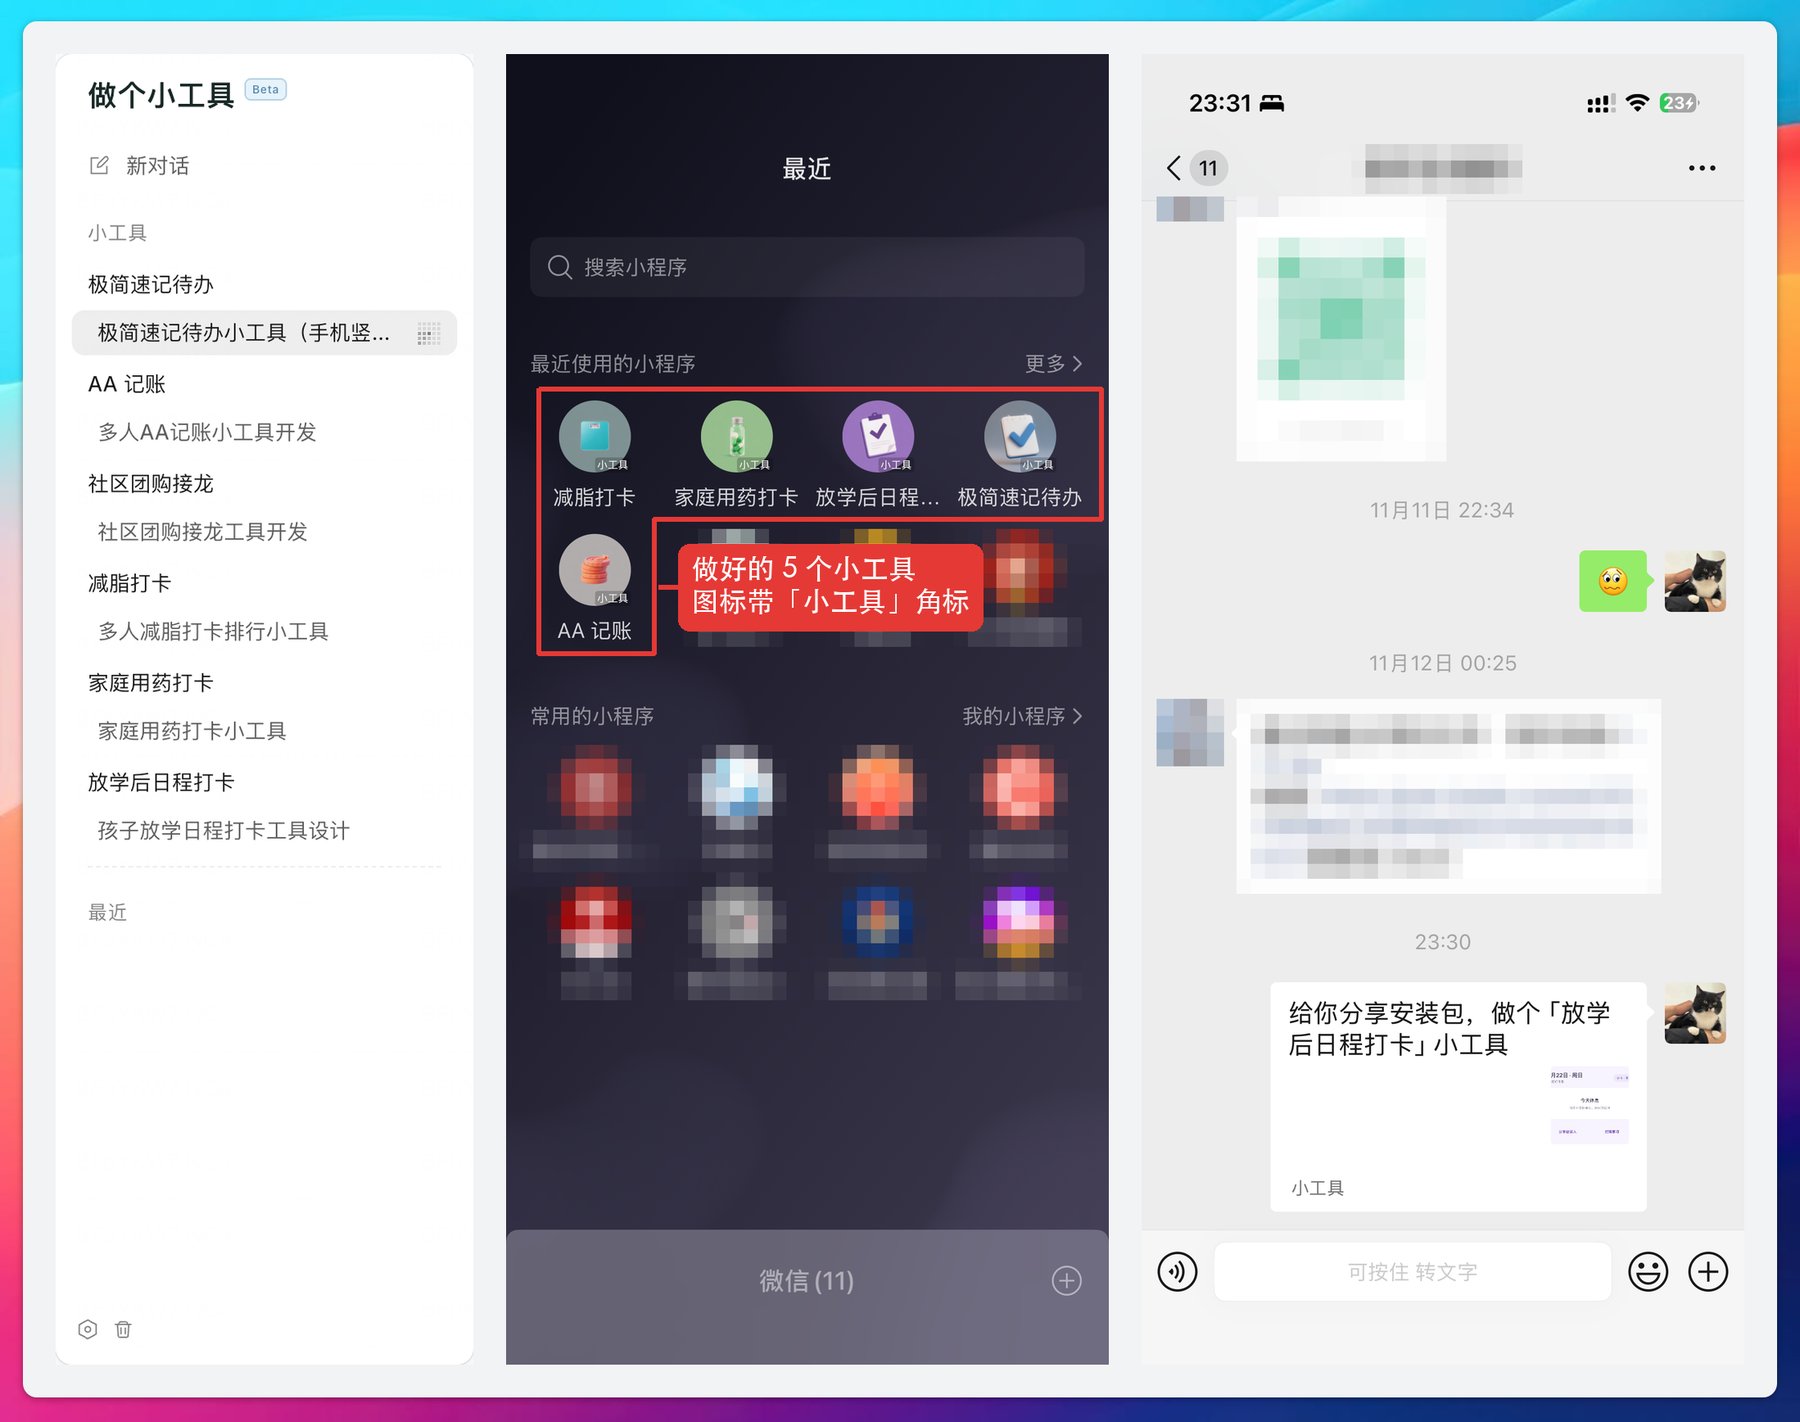 做个小工具 Beta
新对话
小工具
极简速记待办
极简速记待办小工具（手机竖...
AA 记账
多人AA记账小工具开发
社区团购接龙
社区团购接龙工具开发
减脂打卡
多人减脂打卡排行小工具
家庭用药打卡
家庭用药打卡小工具
放学后日程打卡
孩子放学日程打卡工具设计
最近
最近
搜索小程序
最近使用的小程序 更多
小工具 小工具 小工具 小工具
减脂打卡 家庭用药打卡 放学后日程... 极简速记待办
小工具
AA 记账
做好的 5 个小工具
图标带「小工具」角标
常用的小程序 我的小程序
微信 (11)
23:31 23
11
11月11日 22:34
11月12日 00:25
23:30
给你分享安装包，做个「放学
后日程打卡」小工具
月22日 · 周日
今天休息
小工具
可按住 转文字